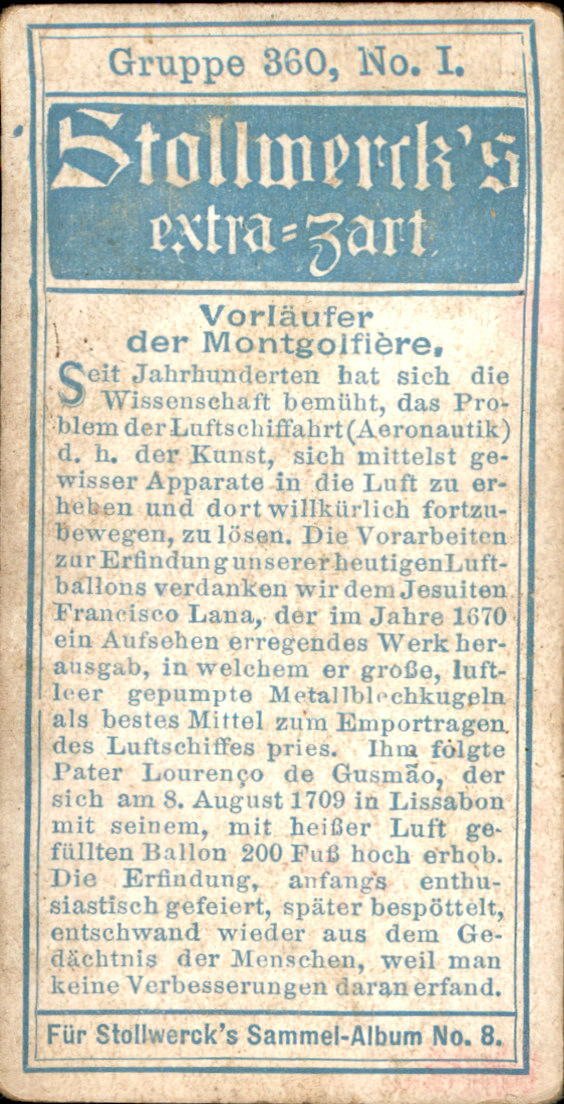 Gruppe 360, No. I.
Stollwerck's
extra=zart
Vorläufer
der Montgolfière.
Seit Jahrhunderten hat sich die
Wissenschaft bemüht, das Pro-
blem der Luftschiffahrt (Aeronautik)
d. h. der Kunst, sich mittelst ge-
wisser Apparate in die Luft zu er-
heben und dort willkürlich fortzu-
bewegen, zu lösen. Die Vorarbeiten
zur Erfindung unserer heutigen Luft-
ballons verdanken wir dem Jesuiten
Francisco Lana, der im Jahre 1670
ein Aufsehen erregendes Werk her-
ausgab, in welchem er große, luft-
leer gepumpte Metallblechkugeln
als bestes Mittel zum Emportragen
des Luftschiffes pries. Ihm folgte
Pater Lourenço de Gusmão, der
sich am 8. August 1709 in Lissabon
mit seinem, mit heißer Luft ge-
füllten Ballon 200 Fuß hoch erhob.
Die Erfindung, anfangs enthu-
siastisch gefeiert, später bespöttelt,
entschwand wieder aus dem Ge-
dächtnis der Menschen, weil man
keine Verbesserungen daran erfand.
Für Stollwerck's Sammel-Album No. 8.